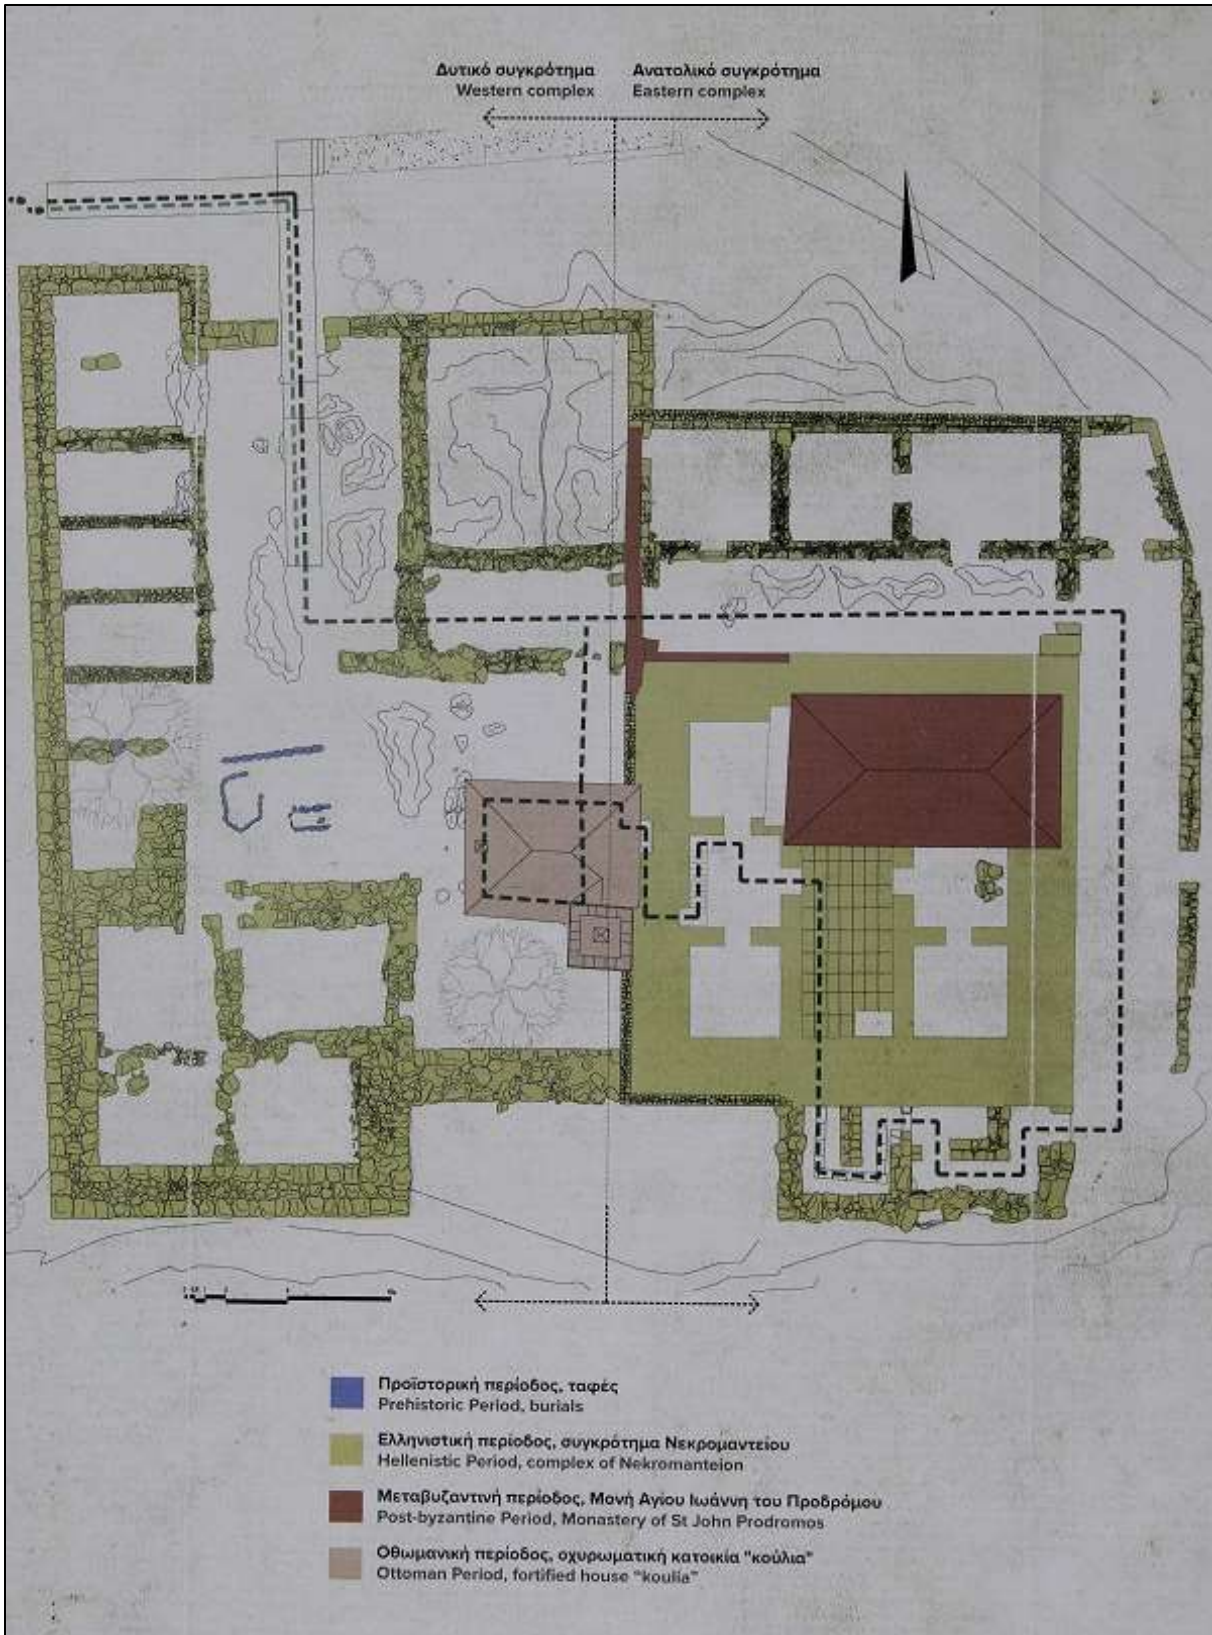 Δυτικό συγκρότημα
Western complex
Ανατολικό συγκρότημα
Eastern complex
Προϊστορική περίοδος, ταφές
Prehistoric Period, burials
Ελληνιστική περίοδος, συγκρότημα Νεκρομαντείου
Hellenistic Period, complex of Nekromanteion
Μεταβυζαντινή περίοδος, Μονή Αγίου Ιωάννη του Προδρόμου
Post-byzantine Period, Monastery of St John Prodromos
Οθωμανική περίοδος, οχυρωματική κατοικία "κούλια"
Ottoman Period, fortified house "koulia"